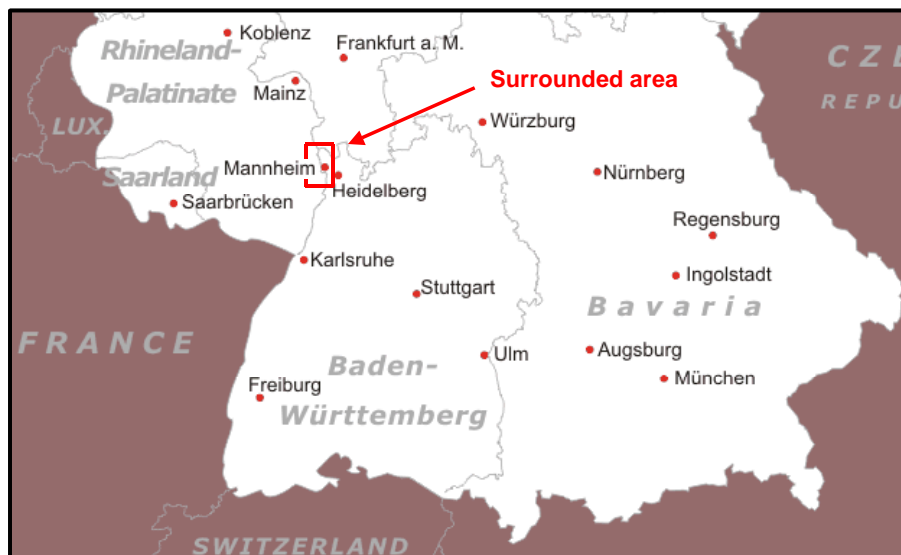 Koblenz
Frankfurt a. M.
Rhineland-
Palatinate
Mainz
Surrounded area
CZE
REPU
LUX.
Würzburg
Mannheim
Saarland
Heidelberg
Nürnberg
Saarbrücken
Regensburg
Karlsruhe
Ingolstadt
Stuttgart
Bavaria
FRANCE
Ulm
Augsburg
Baden-
Württemberg
Freiburg
München
SWITZERLAND